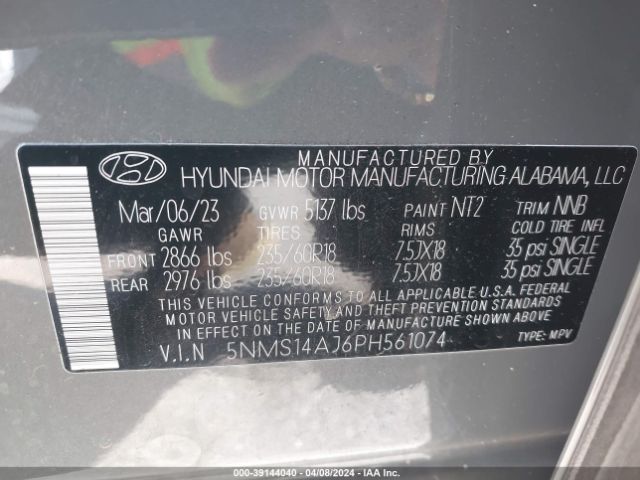 MANUFACTURED BY
HYUNDAI MOTOR MANUFACTURING ALABAMA, LLC
Mar/06/23 GVWR 5137 lbs PAINT NT2 TRIM NNB
GAWR TIRES RIMS COLD TIRE INFL
FRONT 2866 lbs 235/60R18 7.5JX18 35 psi SINGLE
REAR 2976 lbs 235/60R18 7.5JX18 35 psi SINGLE
THIS VEHICLE CONFORMS TO ALL APPLICABLE U.S.A. FEDERAL
MOTOR VEHICLE SAFETY AND THEFT PREVENTION STANDARDS
IN EFFECT ON THE DATE OF MANUFACTURE SHOWN ABOVE.
V.I.N 5NMS14AJ6PH561074 TYPE: MPV
000-39144040 - 04/08/2024 - IAA Inc.